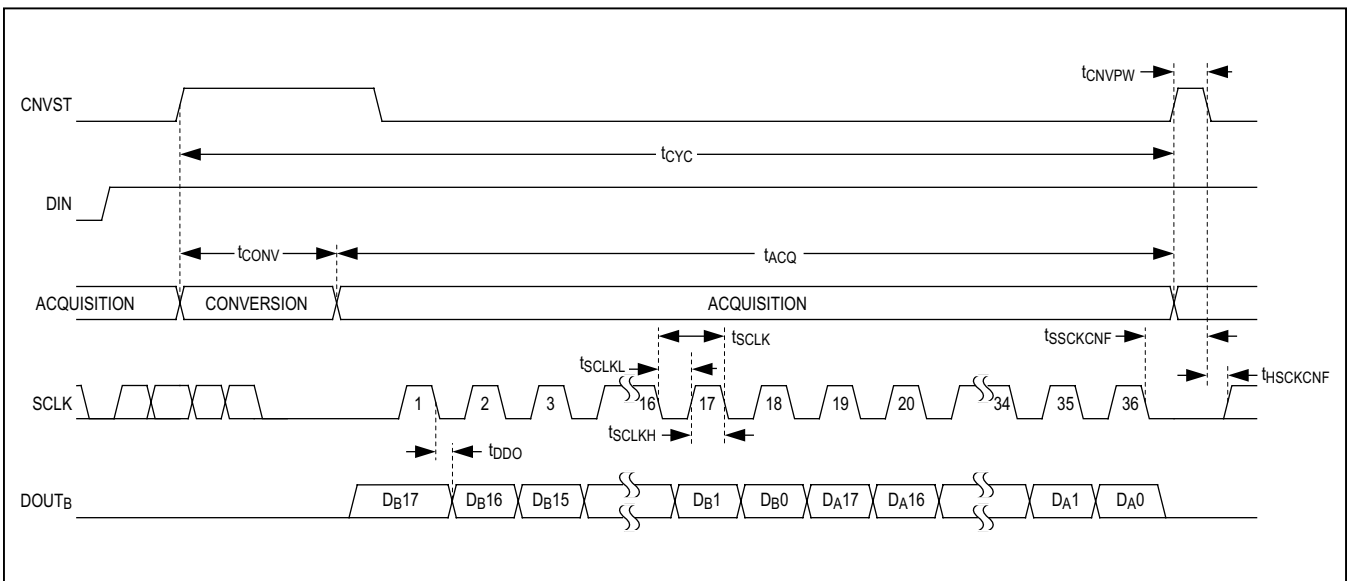 tCNVPW
CNVST
tCYC
DIN
tCONV
tACQ
ACQUISITION CONVERSION ACQUISITION
tSCLK tSSCKCNF
tSCLKL tHSCKCNF
SCLK 1 2 3 16 17 18 19 20 34 35 36
tSCLKH
tDDO
DOUTB DB17 DB16 DB15 DB1 DB0 DA17 DA16 DA1 DA0